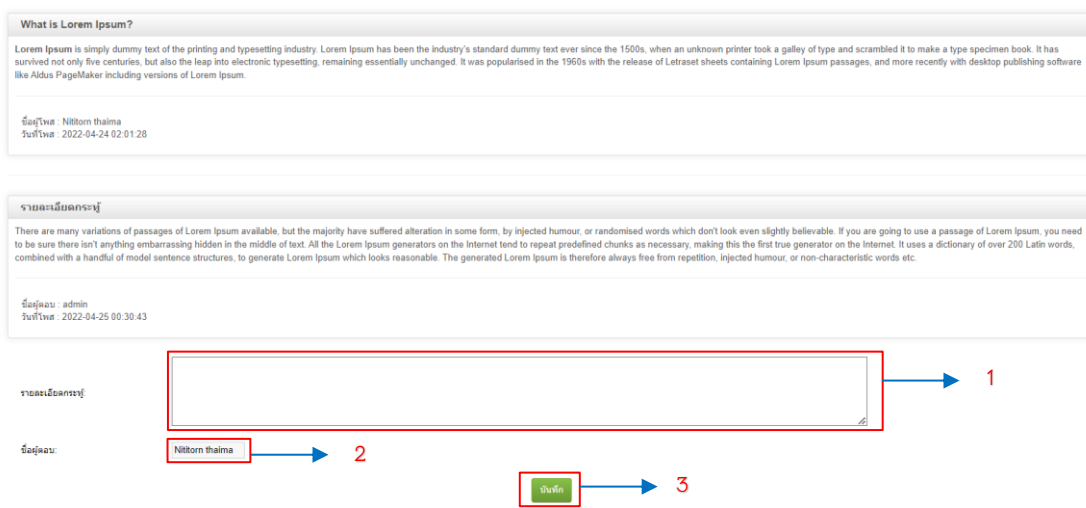 What is Lorem Ipsum?
Lorem Ipsum is simply dummy text of the printing and typesetting industry. Lorem Ipsum has been the industry's standard dummy text ever since the 1500s, when an unknown printer took a galley of type and scrambled it to make a type specimen book. It has
survived not only five centuries, but also the leap into electronic typesetting, remaining essentially unchanged. It was popularised in the 1960s with the release of Letraset sheets containing Lorem Ipsum passages, and more recently with desktop publishing software
like Aldus PageMaker including versions of Lorem Ipsum.
ชื่อผู้โพส : Nititorn thaima
วันที่โพส : 2022-04-24 02:01:28
รายละเอียดกระทู้
There are many variations of passages of Lorem Ipsum available, but the majority have suffered alteration in some form, by injected humour, or randomised words which don't look even slightly believable. If you are going to use a passage of Lorem Ipsum, you need
to be sure there isn't anything embarrassing hidden in the middle of text. All the Lorem Ipsum generators on the Internet tend to repeat predefined chunks as necessary, making this the first true generator on the Internet. It uses a dictionary of over 200 Latin words,
combined with a handful of model sentence structures, to generate Lorem Ipsum which looks reasonable. The generated Lorem Ipsum is therefore always free from repetition, injected humour, or non-characteristic words etc.
ชื่อผู้ตอบ : admin
วันที่โพส : 2022-04-25 00:30:43
รายละเอียดกระทู้:
1
ชื่อผู้ตอบ:
Nititorn thaima
2
บันทึก
3